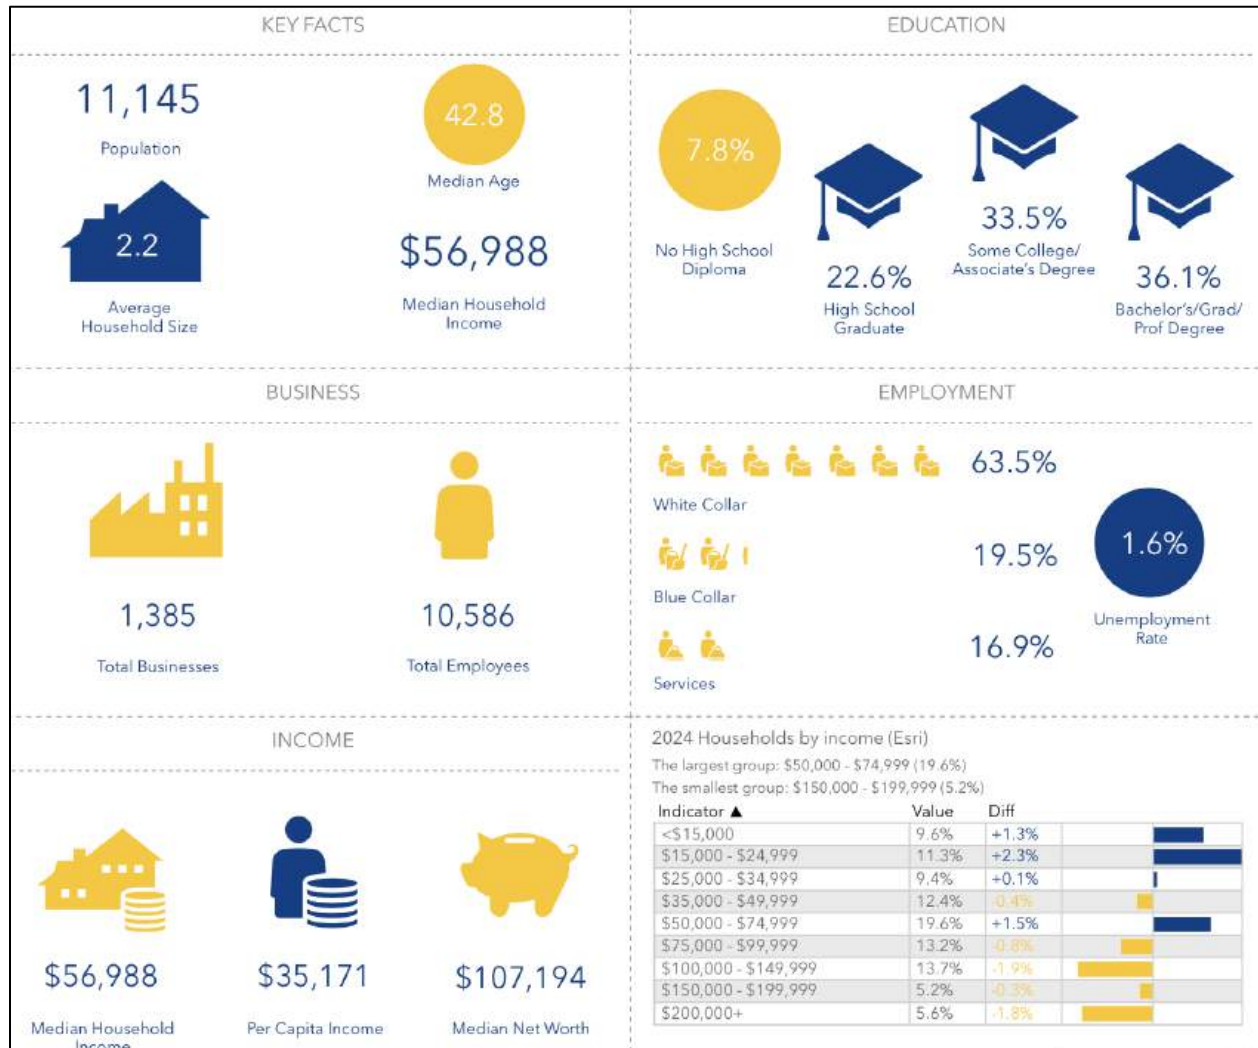 KEY FACTS
11,145
Population
42.8
Median Age
2.2
Average
Household Size
$56,988
Median Household
Income
EDUCATION
7.8%
No High School
Diploma
22.6%
High School
Graduate
33.5%
Some College/
Associate's Degree
36.1%
Bachelor's/Grad/
Prof Degree
BUSINESS
1,385
Total Businesses
10,586
Total Employees
EMPLOYMENT
63.5%
White Collar
19.5%
Blue Collar
16.9%
Services
1.6%
Unemployment
Rate
INCOME
$56,988
Median Household
Income
$35,171
Per Capita Income
$107,194
Median Net Worth
2024 Households by income (Esri)
The largest group: $50,000 - $74,999 (19.6%)
The smallest group: $150,000 - $199,999 (5.2%)
Indicator ▲ Value Diff
<$15,000 9.6% +1.3%
$15,000 - $24,999 11.3% +2.3%
$25,000 - $34,999 9.4% +0.1%
$35,000 - $49,999 12.4% -0.4%
$50,000 - $74,999 19.6% +1.5%
$75,000 - $99,999 13.2% -0.8%
$100,000 - $149,999 13.7% -1.9%
$150,000 - $199,999 5.2% -0.3%
$200,000+ 5.6% -1.8%